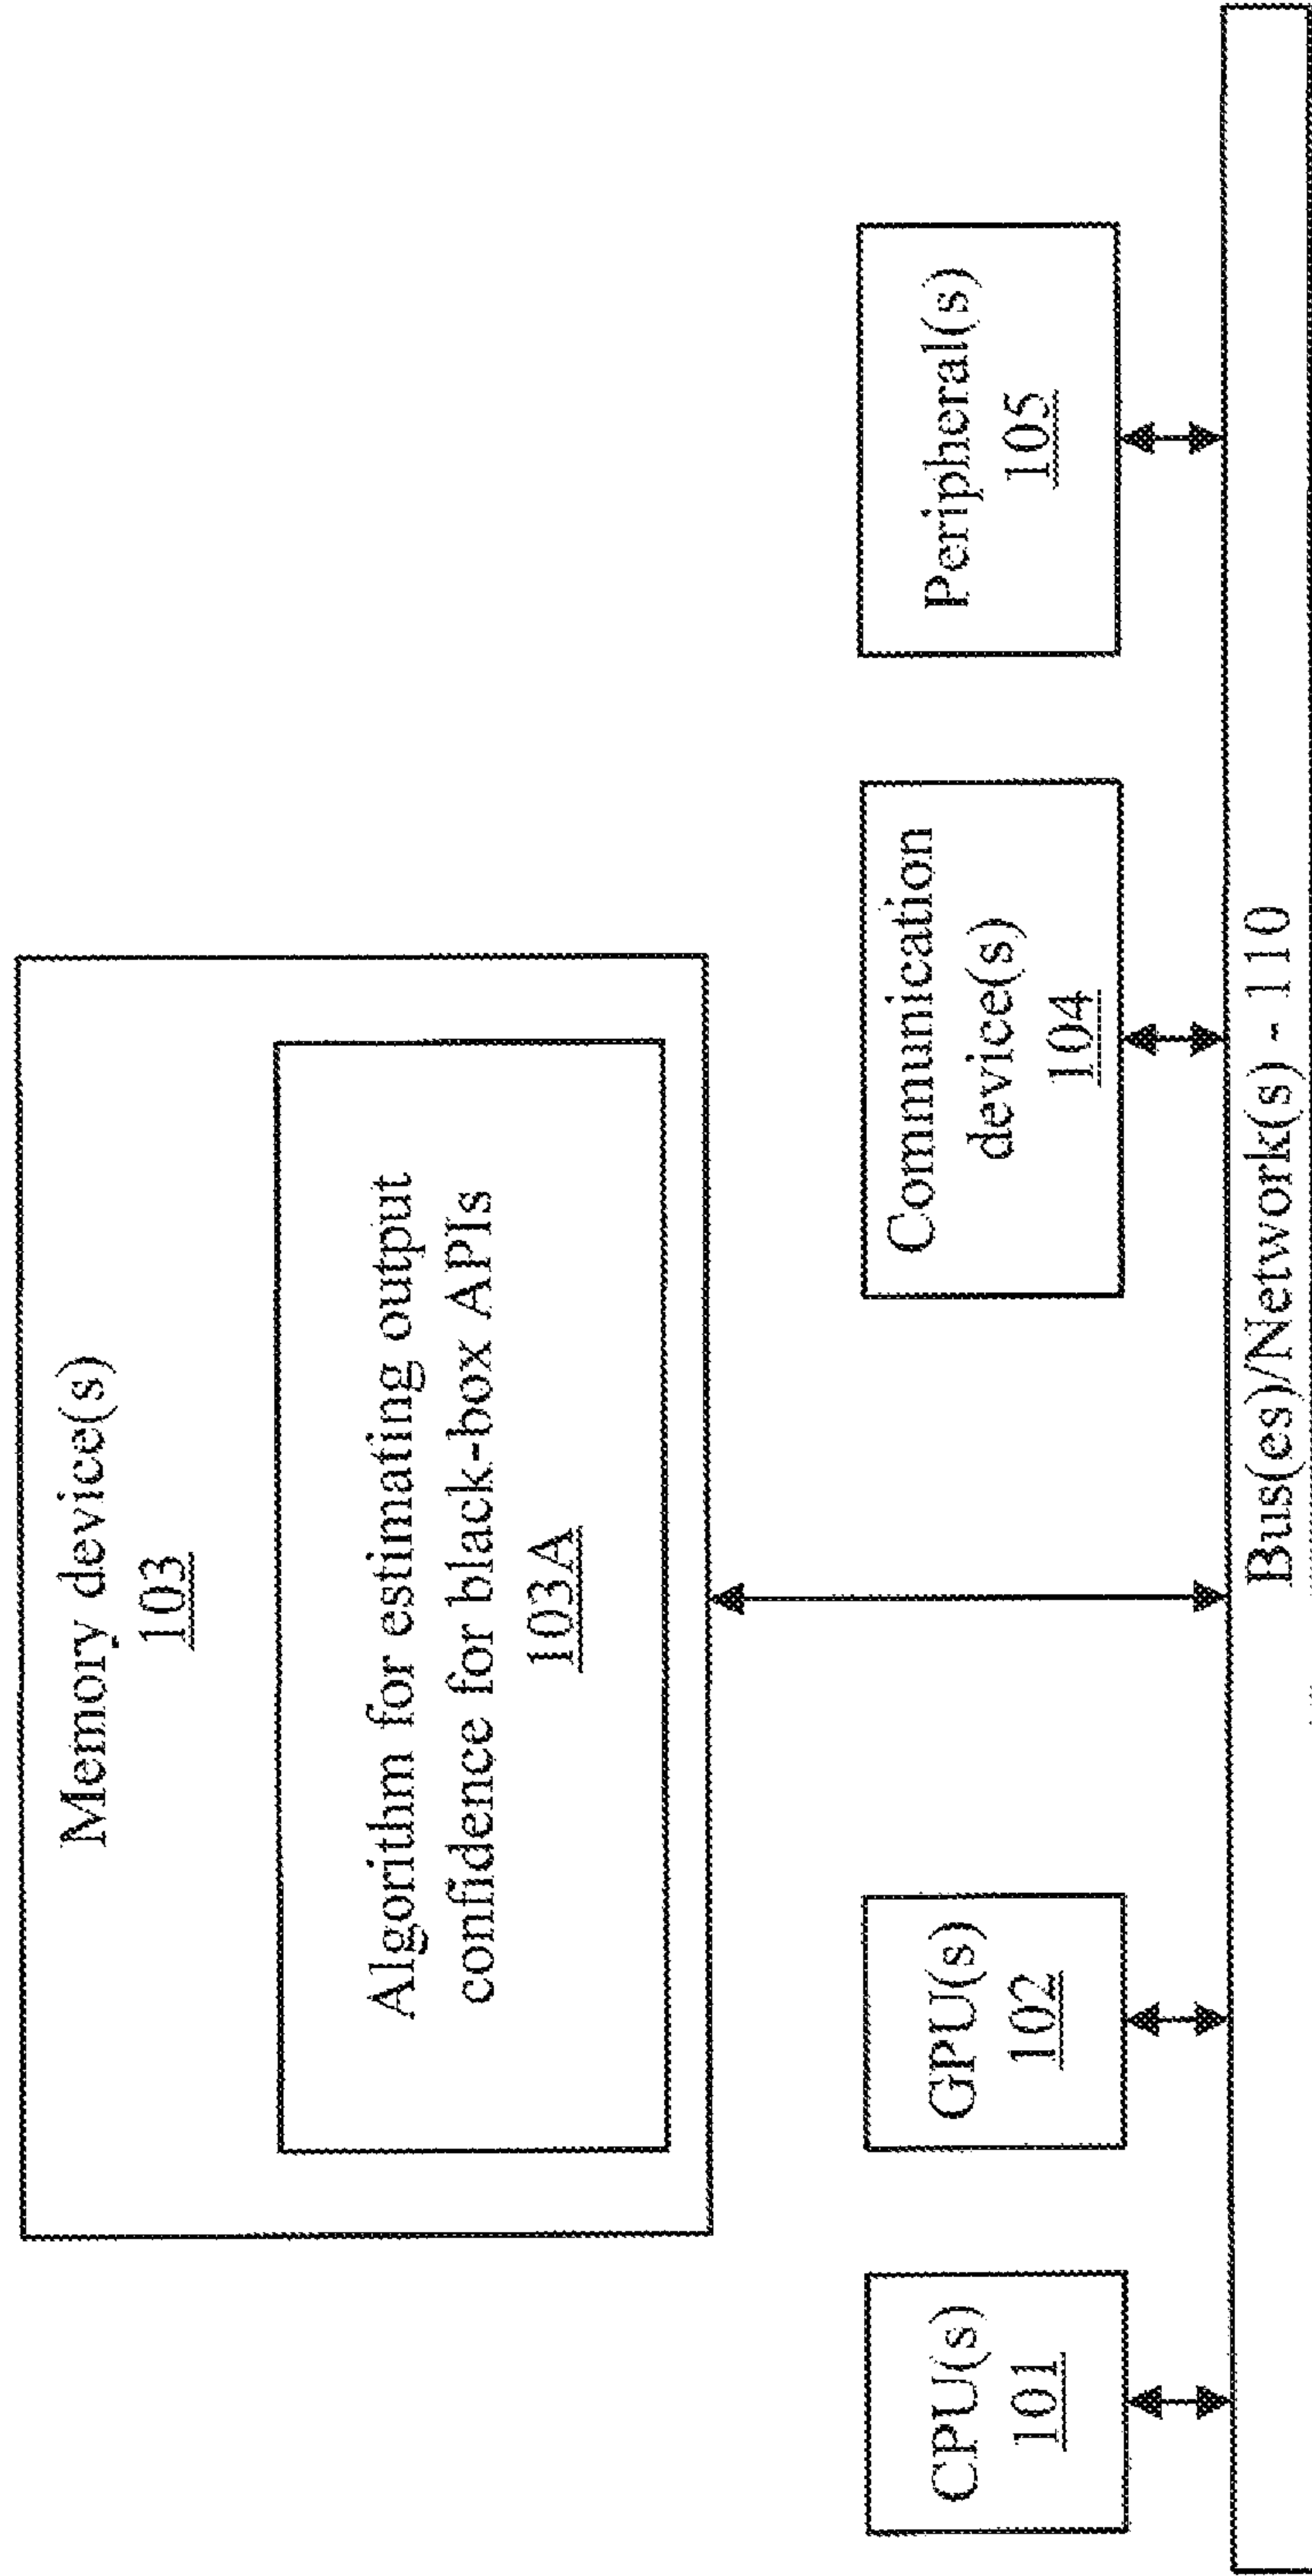 Memory device(s)
103
Algorithm for estimating output
confidence for black-box APIs
103A
CPU(s)
101
GPU(s)
102
Communication
device(s)
104
Peripheral(s)
105
Bus(es)/Network(s) - 110